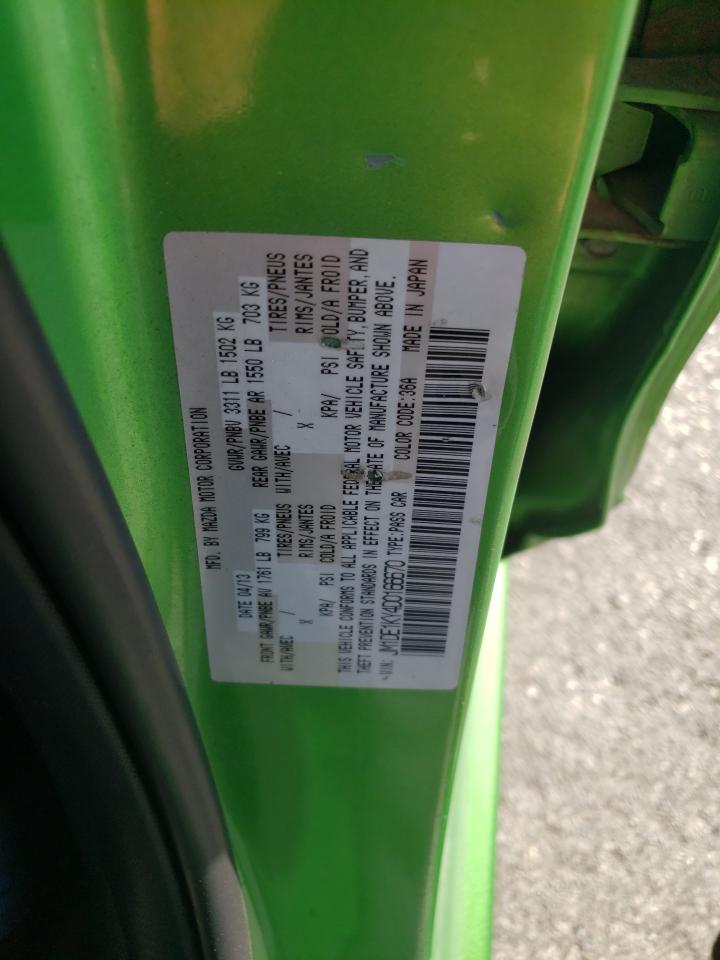 MFD. BY MAZDA MOTOR CORPORATION
DATE 04/13 GVWR/PNBV 3311 LB 1502 KG
FRONT GAWR/PNBE AV 1761 LB 799 KG REAR GAWR/PNBE AR 1550 LB 703 KG
WITH/AVEC TIRES/PNEUS WITH/AVEC TIRES/PNEUS
/ RIMS/JANTES / RIMS/JANTES
X X
KPA/ PSI COLD/A FROID KPA/ PSI COLD/A FROID
THIS VEHICLE CONFORMS TO ALL APPLICABLE FEDERAL MOTOR VEHICLE SAFETY, BUMPER, AND
THEFT PREVENTION STANDARDS IN EFFECT ON THE DATE OF MANUFACTURE SHOWN ABOVE.
VIN: JM1DE1KY4D0166670 TYPE:PASS CAR COLOR CODE:36A MADE IN JAPAN